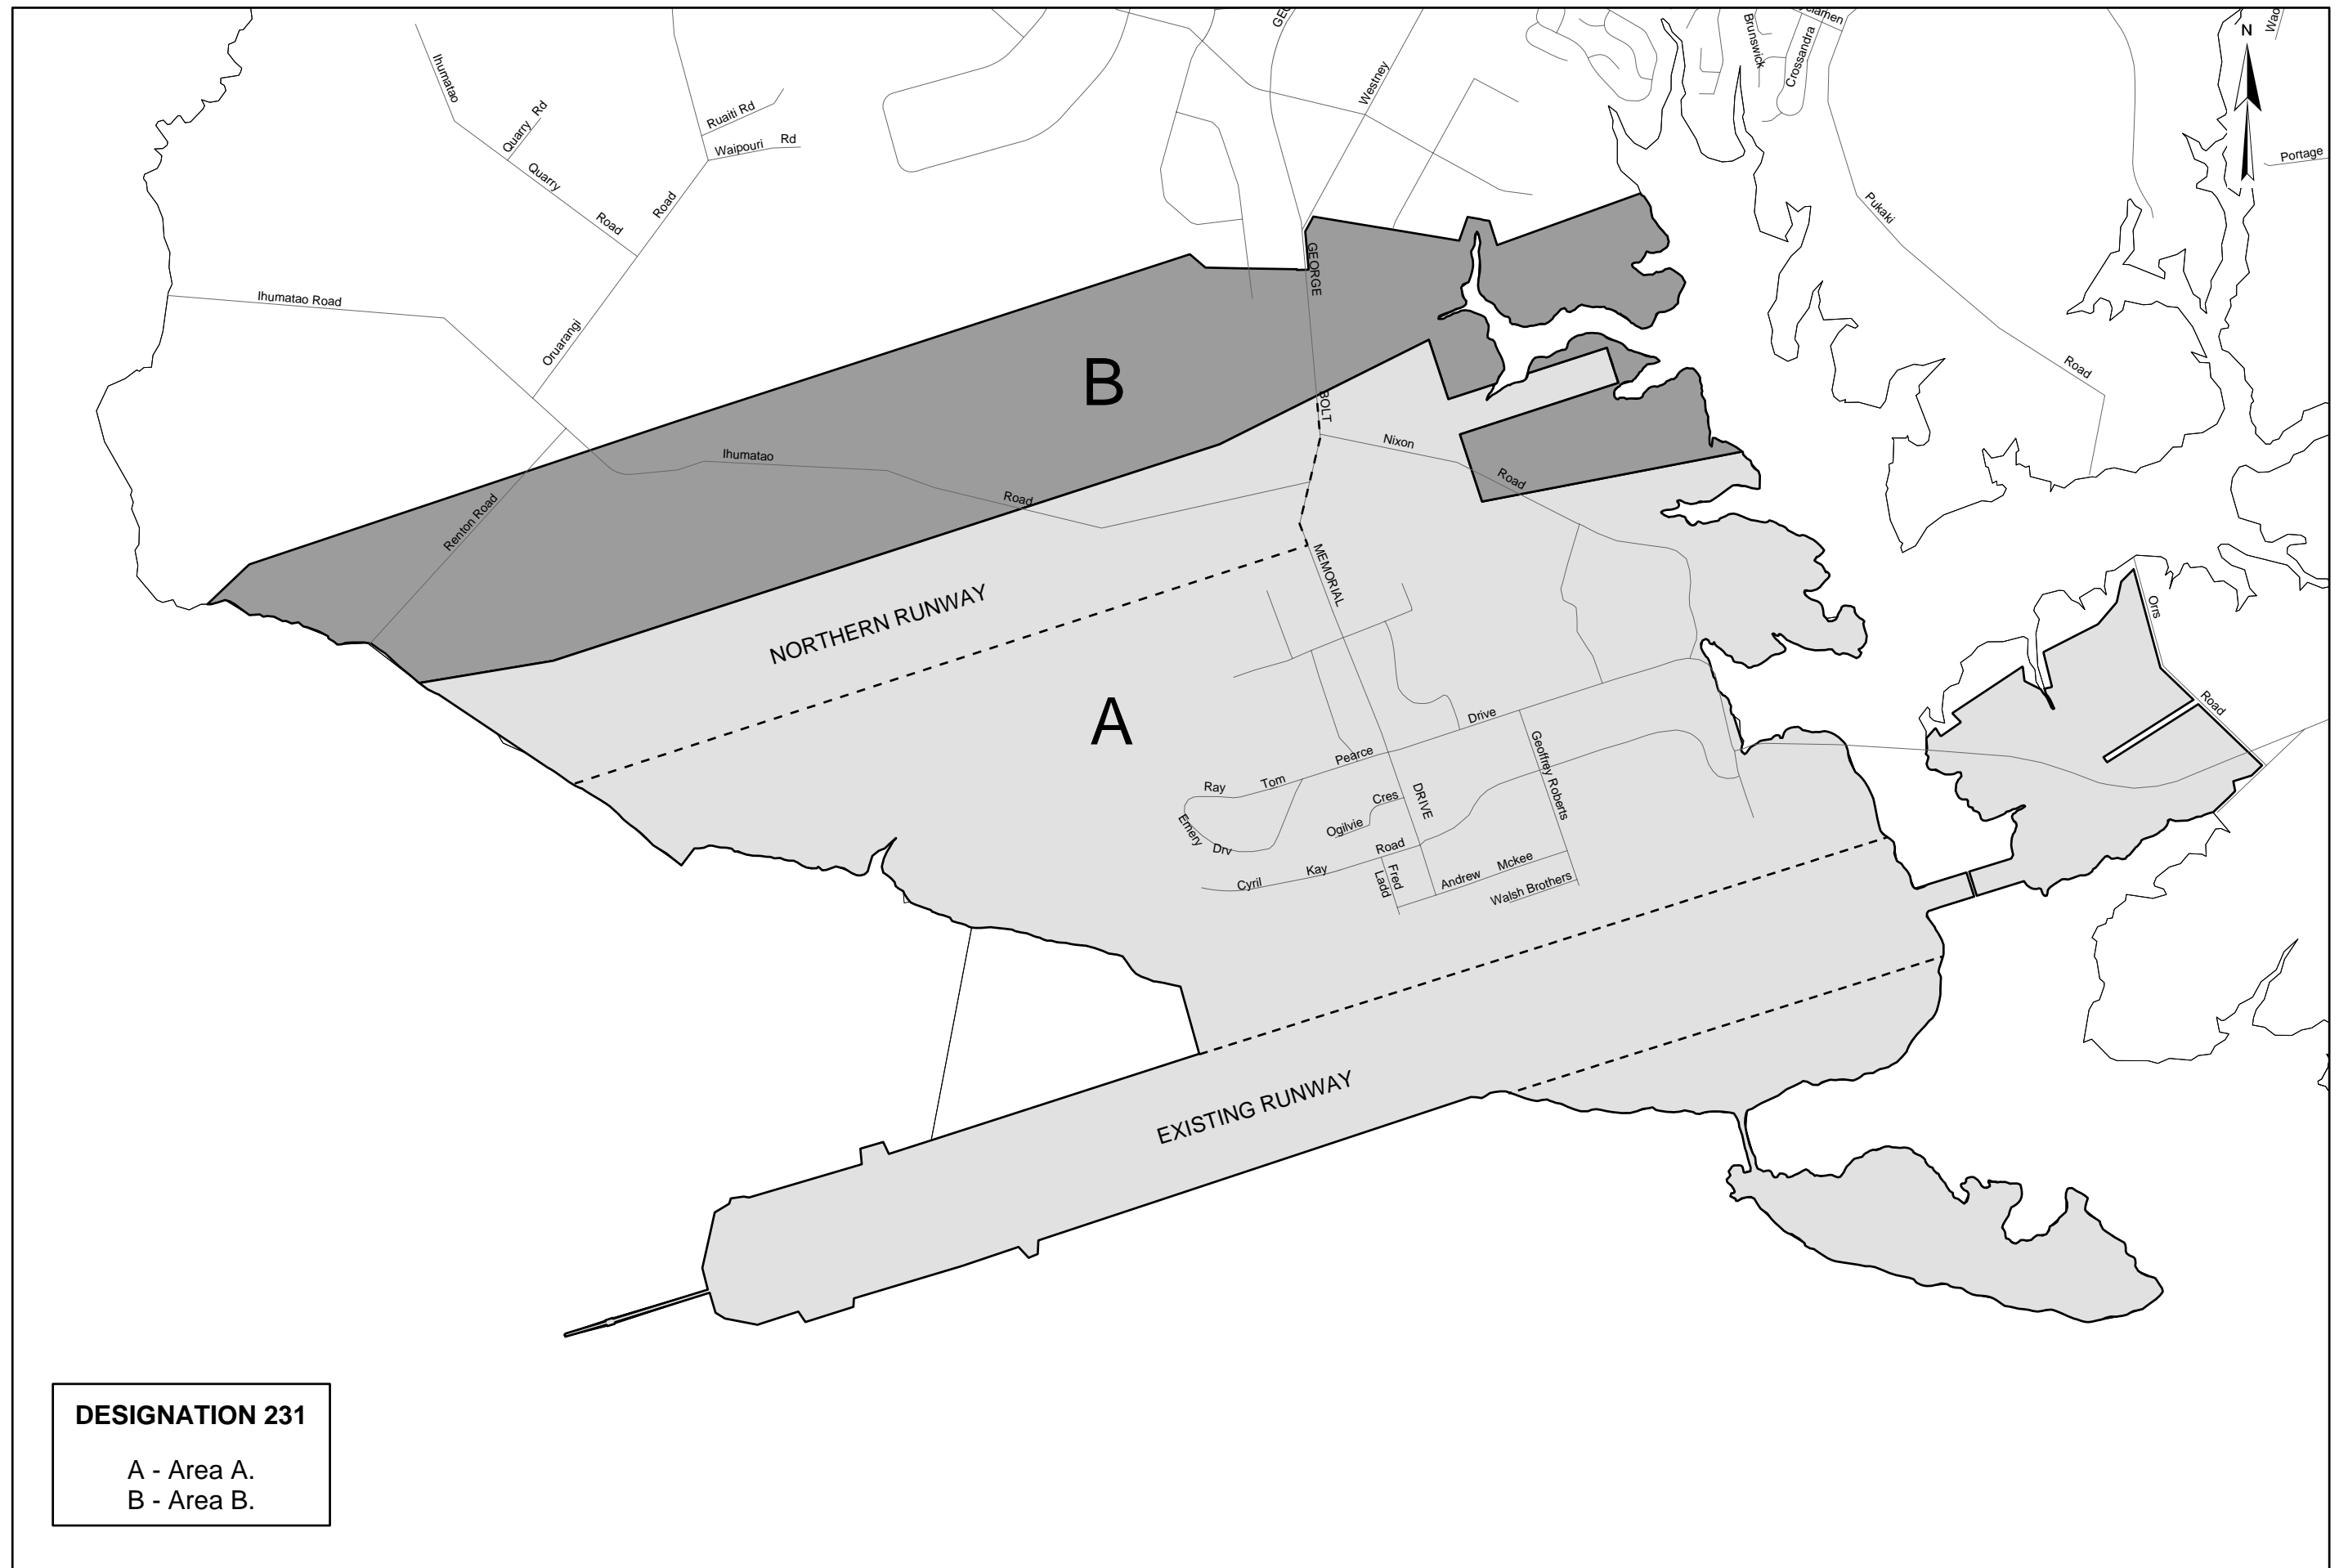 GEO
Westney
Brunswick
Crossandra
N
Ihumatao
Quarry Rd
Ruaiti Rd
Waipouri Rd
Portage
Quarry
Road
Road
Pukaki
GEORGE
Ihumatao Road
Oruarangi
B
Road
BOLT
Nixon
Ihumatao
Road
Road
Renton Road
NORTHERN RUNWAY
MEMORIAL
Orrs
Road
A
Drive
Pearce
Tom
Ray
Geoffrey Roberts
DRIVE
Cres
Ogilvie
Emery
Drv
Road
Kay
Cyril
Fred
Ladd
Andrew Mckee
Walsh Brothers
EXISTING RUNWAY
DESIGNATION 231
A - Area A.
B - Area B.